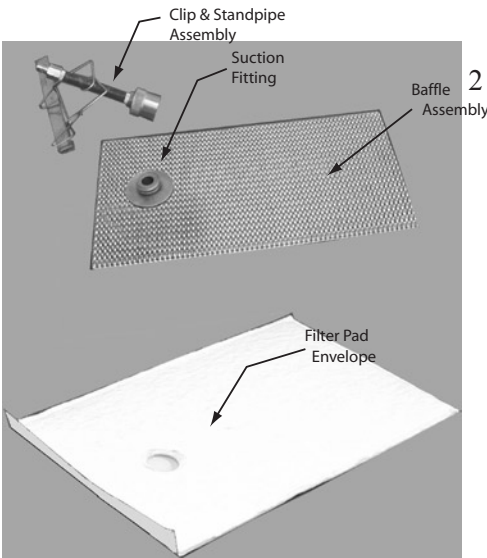 Clip & Standpipe
Assembly
Suction
Fitting
2
Baffle
Assembly
Filter Pad
Envelope